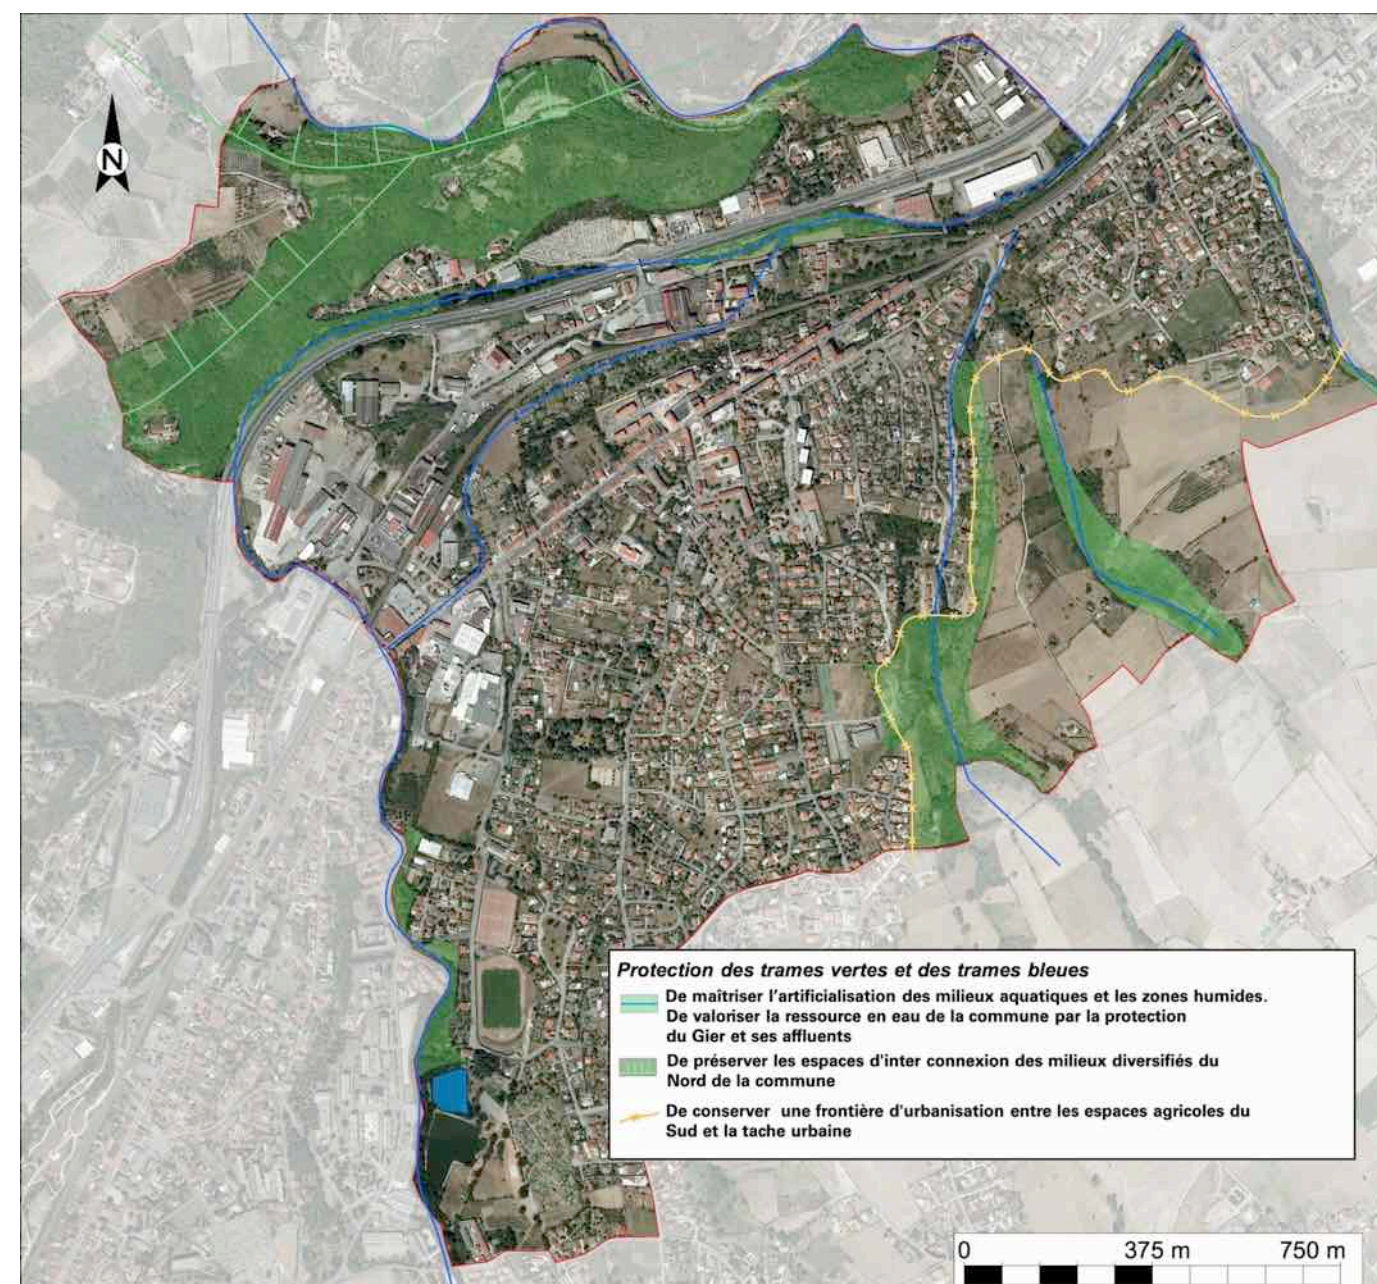 N
Protection des trames vertes et des trames bleues
De maîtriser l'artificialisation des milieux aquatiques et les zones humides.
De valoriser la ressource en eau de la commune par la protection
du Gier et ses affluents
De préserver les espaces d'inter connexion des milieux diversifiés du
Nord de la commune
De conserver une frontière d'urbanisation entre les espaces agricoles du
Sud et la tache urbaine
0 375 m 750 m